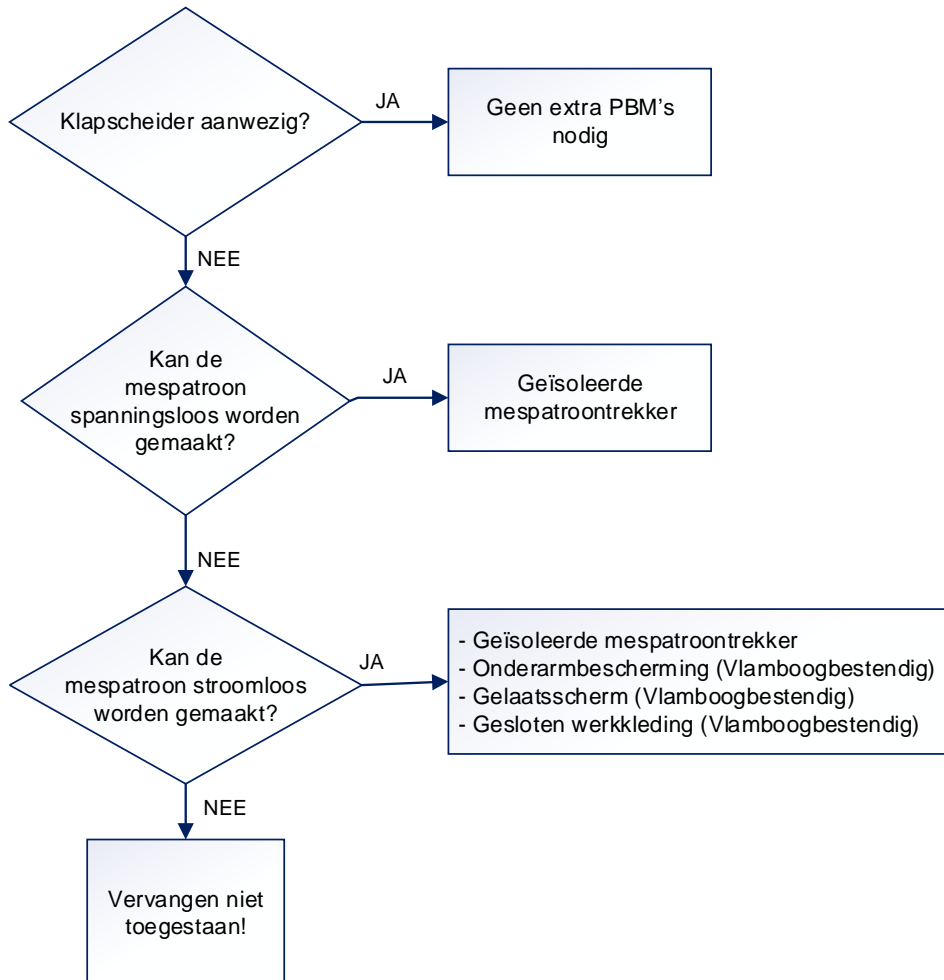 Klapscheider aanwezig?
JA
Geen extra PBM's
nodig
NEE
Kan de
mespatroon
spanningsloos worden
gemaakt?
JA
Geïsoleerde
mespatroontrekker
NEE
Kan de
mespatroon stroomloos
worden gemaakt?
JA
- Geïsoleerde mespatroontrekker
- Onderarmbescherming (Vlamboogbestendig)
- Gelaatsscherm (Vlamboogbestendig)
- Gesloten werkkleding (Vlamboogbestendig)
NEE
Vervangen niet
toegestaan!